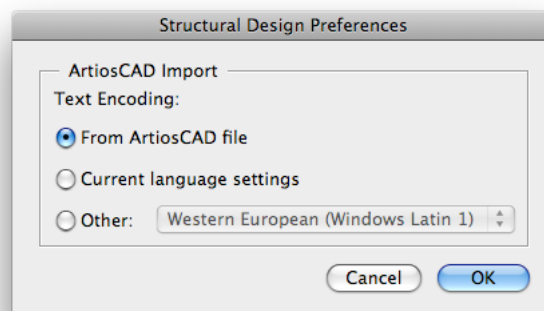 Structural Design Preferences
ArtiosCAD Import
Text Encoding:
From ArtiosCAD file
Current language settings
Other: Western European (Windows Latin 1)
Cancel OK